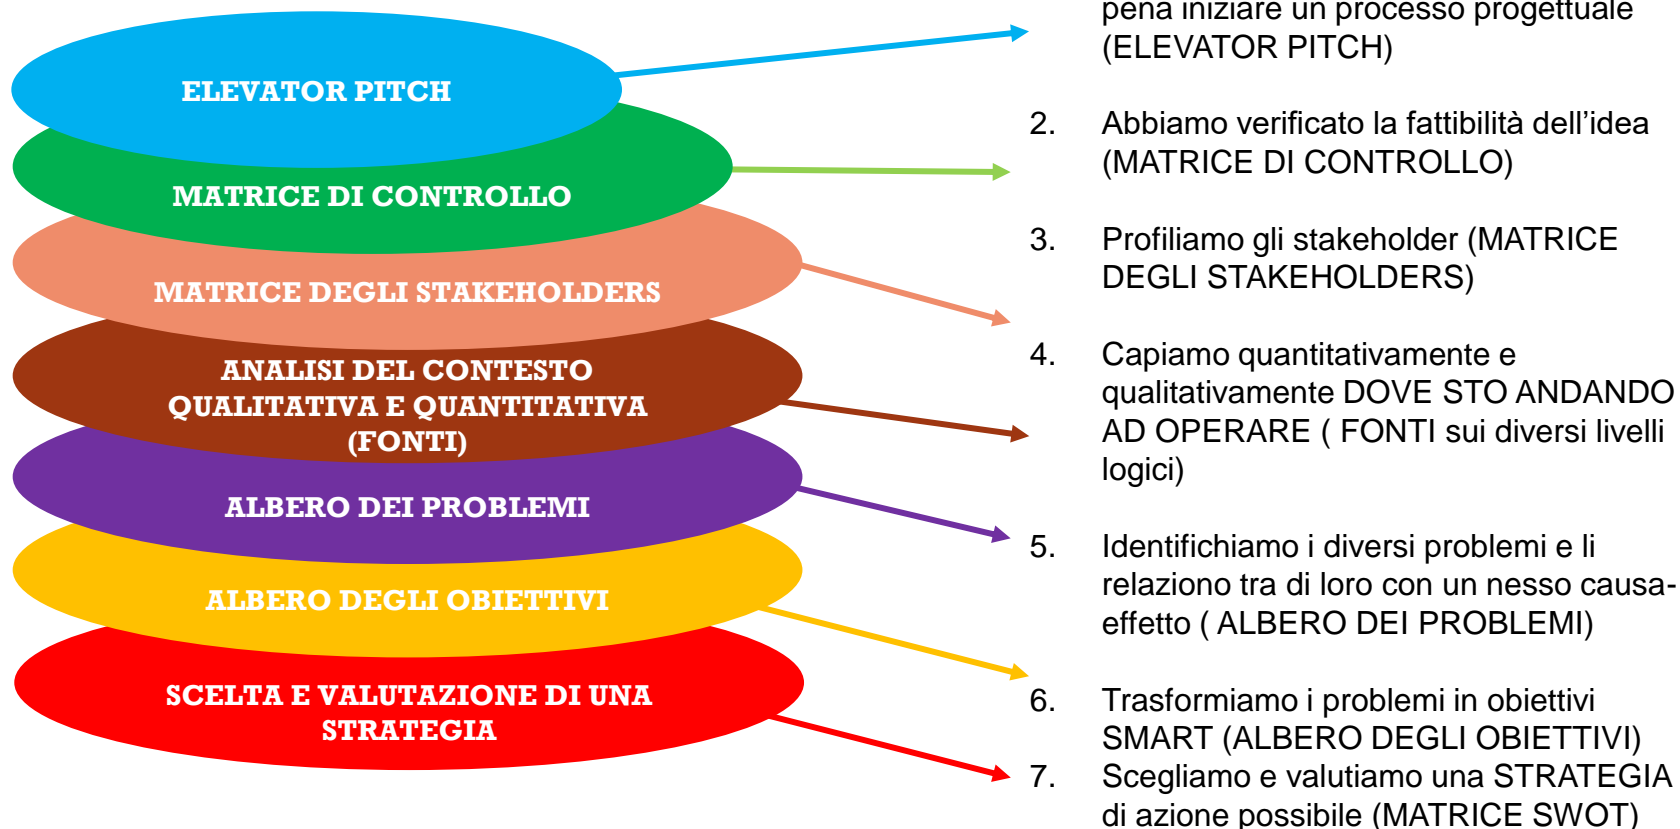 ELEVATOR PITCH
MATRICE DI CONTROLLO
MATRICE DEGLI STAKEHOLDERS
ANALISI DEL CONTESTO
QUALITATIVA E QUANTITATIVA
(FONTI)
ALBERO DEI PROBLEMI
ALBERO DEGLI OBIETTIVI
SCELTA E VALUTAZIONE DI UNA
STRATEGIA
pena iniziare un processo progettuale
(ELEVATOR PITCH)
2. Abbiamo verificato la fattibilità dell’idea
(MATRICE DI CONTROLLO)
3. Profiliamo gli stakeholder (MATRICE
DEGLI STAKEHOLDERS)
4. Capiamo quantitativamente e
qualitativamente DOVE STO ANDANDO
AD OPERARE ( FONTI sui diversi livelli
logici)
5. Identifichiamo i diversi problemi e li
relaziono tra di loro con un nesso causa-
effetto ( ALBERO DEI PROBLEMI)
6. Trasformiamo i problemi in obiettivi
SMART (ALBERO DEGLI OBIETTIVI)
7. Scegliamo e valutiamo una STRATEGIA
di azione possibile (MATRICE SWOT)